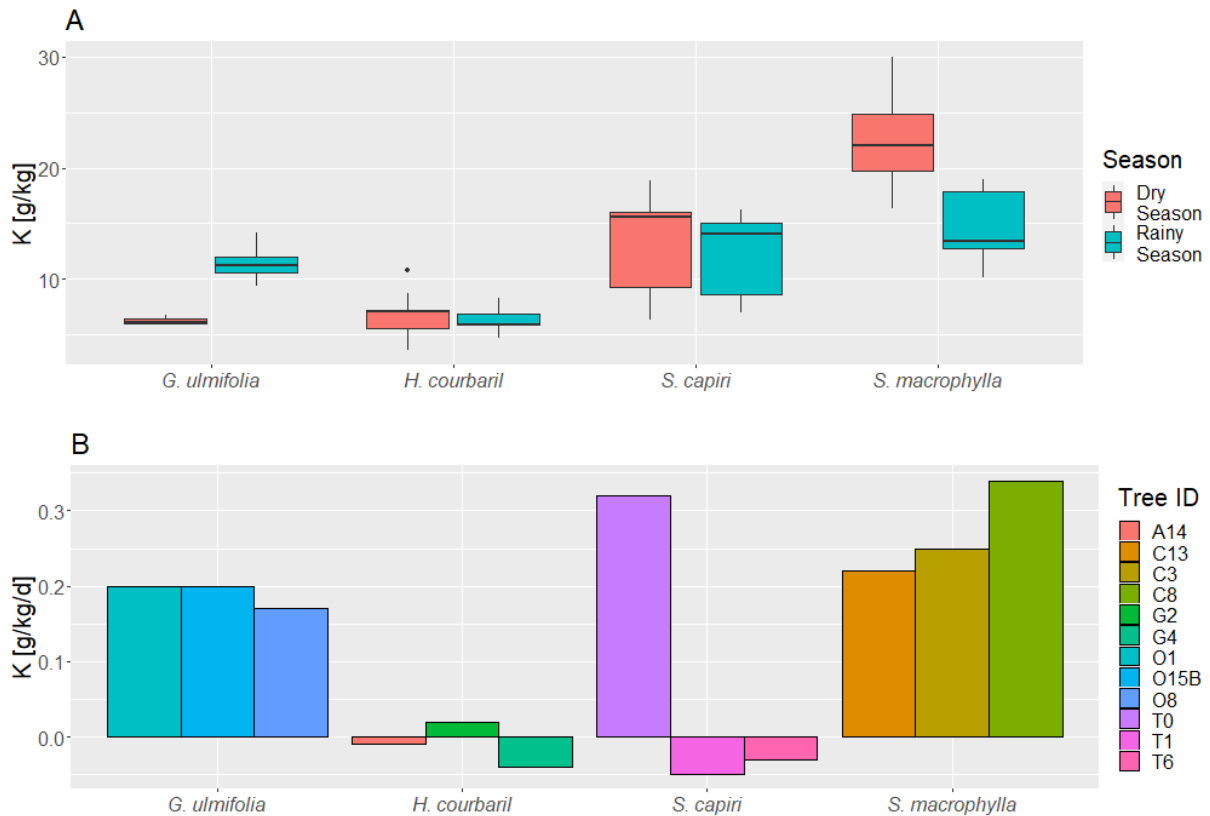 A
K [g/kg]
30
20
10
G. ulmifolia H. courbaril S. capiri S. macrophylla
Season
Dry
Season
Rainy
Season
B
K [g/kg/d]
0.3
0.2
0.1
0.0
G. ulmifolia H. courbaril S. capiri S. macrophylla
Tree ID
A14
C13
C3
C8
G2
G4
O1
O15B
O8
T0
T1
T6